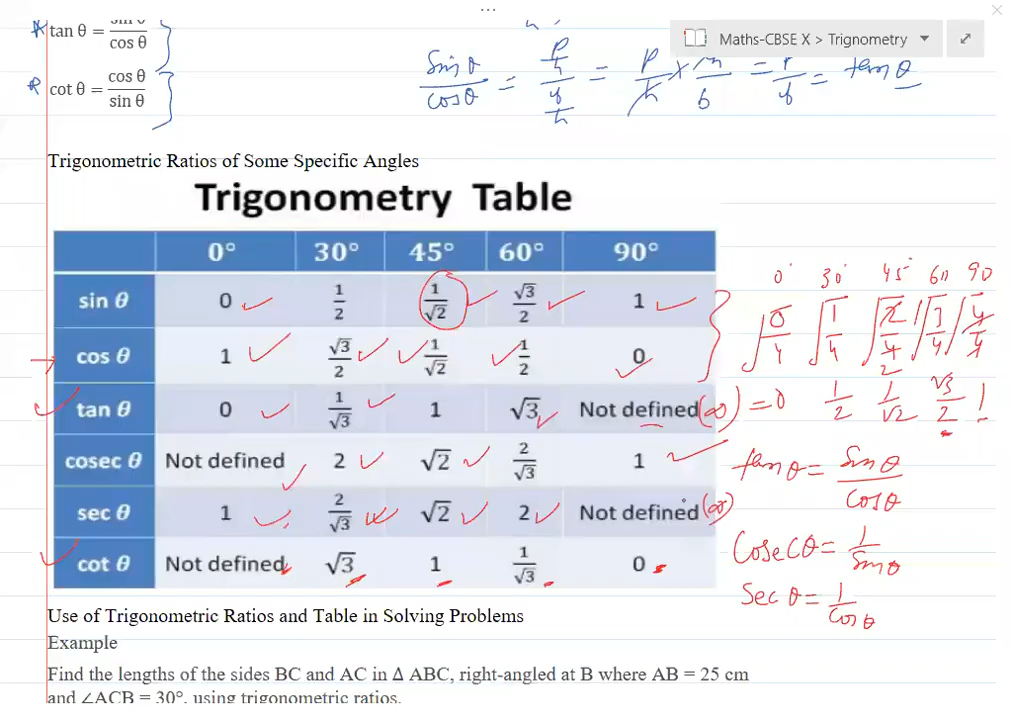 ...
tan θ = sin θ / cos θ
Maths-CBSE X > Trignometry
R cot θ = cos θ / sin θ
Sinθ / cosθ = p/h / b/h = p/h × h/b = p/b = tan θ
Trigonometric Ratios of Some Specific Angles
Trigonometry Table
0° 30° 45° 60° 90°
sin θ 0 1/2 1/√2 √3/2 1
cos θ 1 √3/2 1/√2 1/2 0
tan θ 0 1/√3 1 √3 Not defined (∞)
cosec θ Not defined 2 √2 2/√3 1
sec θ 1 2/√3 √2 2 Not defined (∞)
cot θ Not defined √3 1 1/√3 0
0° 30° 45° 60 90
√0/4 √1/4 √2/4 √3/4 √4/4
2
= 0 1/2 1/√2 √3/2 1
tanθ = Sinθ / Cosθ
Cosecθ = 1/Sinθ
Sec θ = 1/Cosθ
Use of Trigonometric Ratios and Table in Solving Problems
Example
Find the lengths of the sides BC and AC in Δ ABC, right-angled at B where AB = 25 cm
and ∠ACB = 30°, using trigonometric ratios.